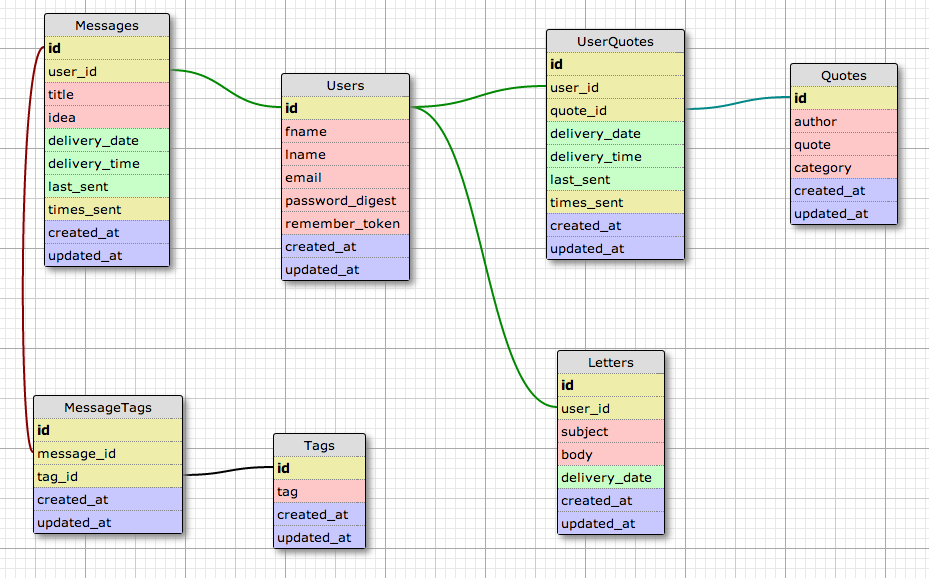 Messages
id
user_id
title
idea
delivery_date
delivery_time
last_sent
times_sent
created_at
updated_at
Users
id
fname
lname
email
password_digest
remember_token
created_at
updated_at
UserQuotes
id
user_id
quote_id
delivery_date
delivery_time
last_sent
times_sent
created_at
updated_at
Quotes
id
author
quote
category
created_at
updated_at
MessageTags
id
message_id
tag_id
created_at
updated_at
Tags
id
tag
created_at
updated_at
Letters
id
user_id
subject
body
delivery_date
created_at
updated_at